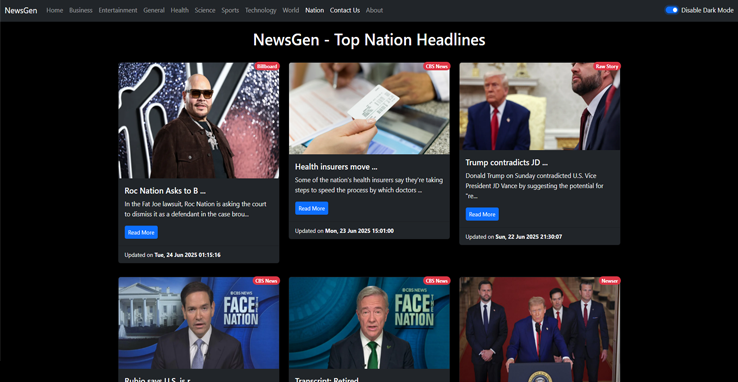 NewsGen Home Business Entertainment General Health Science Sports Technology World Nation Contact Us About Disable Dark Mode
NewsGen - Top Nation Headlines
Billboard
Roc Nation Asks to B ...
In the Fat Joe lawsuit, Roc Nation is asking the
court to dismiss it as a defendant in the case brou...
Read More
Updated on Tue, 24 Jun 2025 01:15:16
CBS News
Health insurers move ...
Some of the nation's health insurers say they're taking
steps to speed the process by which doctors ...
Read More
Updated on Mon, 23 Jun 2025 15:01:00
Raw Story
Trump contradicts JD ...
Donald Trump on Sunday contradicted U.S. Vice
President JD Vance by suggesting the potential for
"re...
Read More
Updated on Sun, 22 Jun 2025 21:30:07
CBS News
CBS NEWS
FACE
NATION
Rubio says U.S. is r
CBS News
CBS NEWS
FACE
NATION
Transcript: Retired
Newser